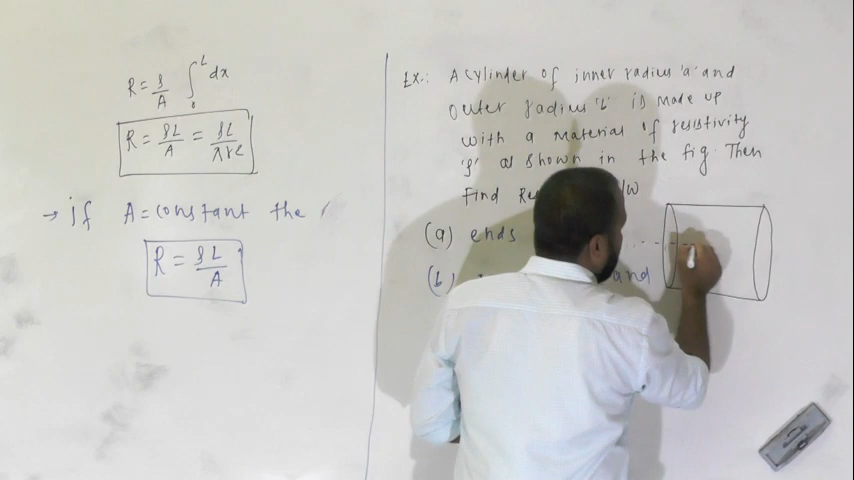 R = ρ/A ∫₀ᴸ dx
R = ρL/A = ρL/πr²
→ if A = constant the
R = ρL/A
Ex:- A cylinder of inner radius 'a' and
outer radius 'b' is made up
with a material of resistivity
'ρ' as shown in the fig. Then
Find
(a) ends
(b) and